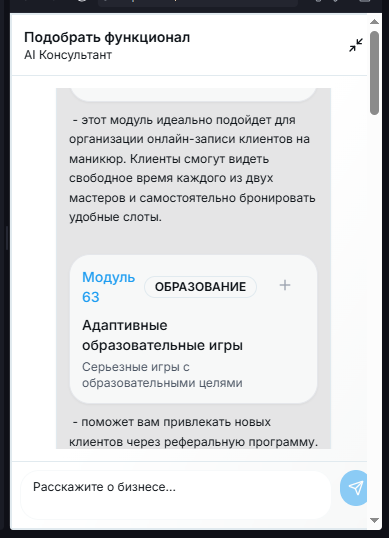 Подобрать функционал
AI Консультант
- этот модуль идеально подойдет для
организации онлайн-записи клиентов на
маникюр. Клиенты смогут видеть
свободное время каждого из двух
мастеров и самостоятельно бронировать
удобные слоты.
Модуль 63
ОБРАЗОВАНИЕ
+
Адаптивные
образовательные игры
Серьезные игры с
образовательными целями
- поможет вам привлекать новых
клиентов через реферальную программу.
Расскажите о бизнесе...